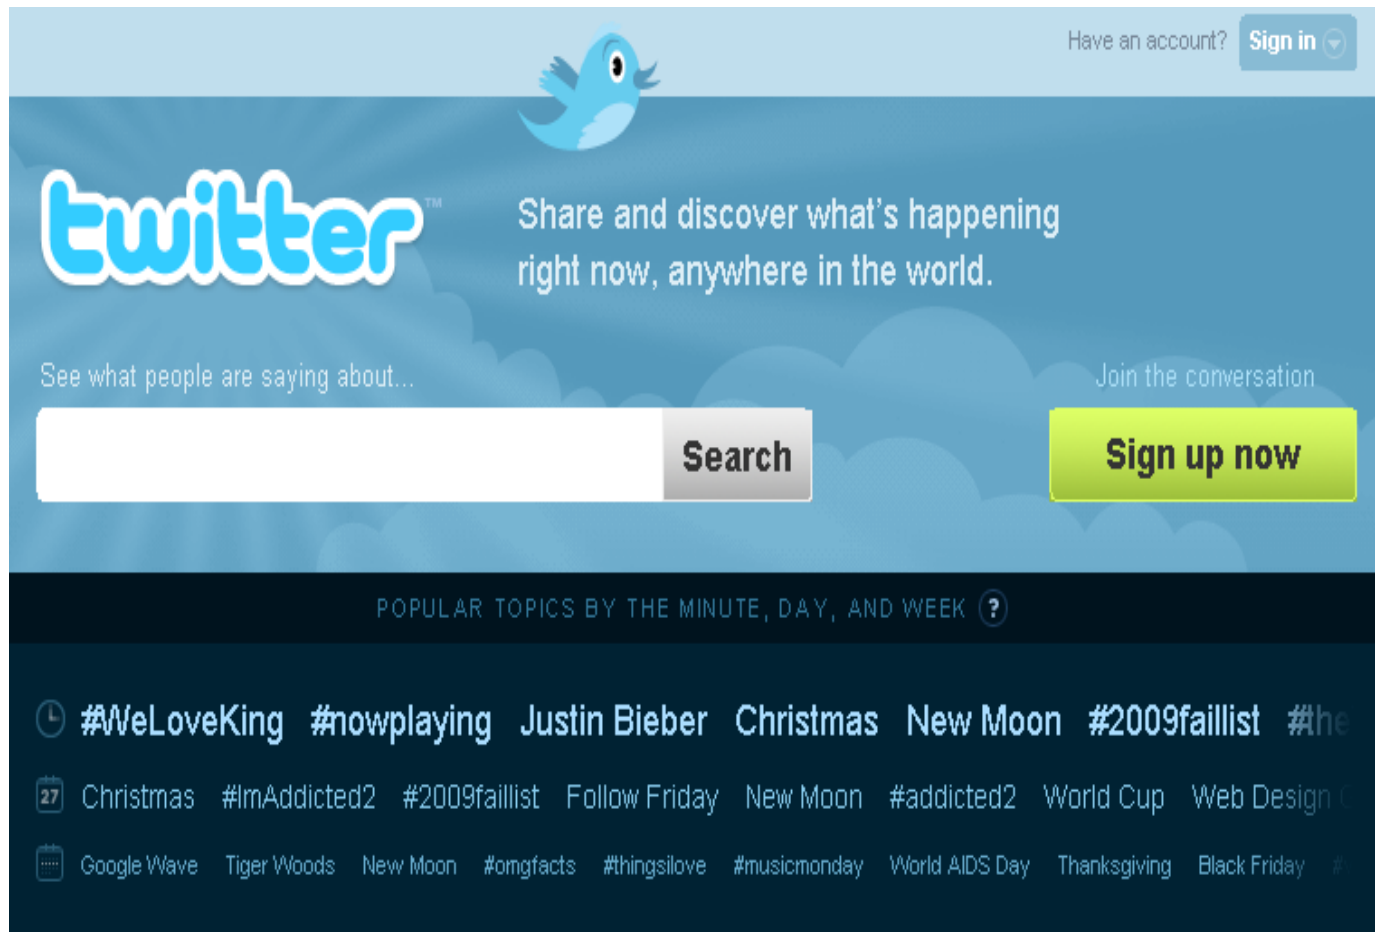 Have an account? Sign in
twitter™
Share and discover what's happening
right now, anywhere in the world.
See what people are saying about...
Search
Join the conversation
Sign up now
POPULAR TOPICS BY THE MINUTE, DAY, AND WEEK ?
#WeLoveKing #nowplaying Justin Bieber Christmas New Moon #2009faillist #the
27 Christmas #ImAddicted2 #2009faillist Follow Friday New Moon #addicted2 World Cup Web Design
Google Wave Tiger Woods New Moon #omgfacts #thingsilove #musicmonday World AIDS Day Thanksgiving Black Friday